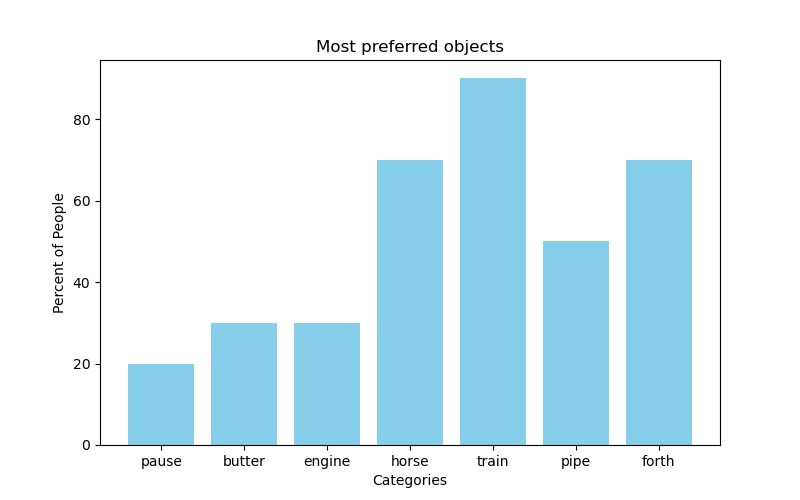 Most preferred objects
Percent of People
80
60
40
20
0
pause butter engine horse train pipe forth
Categories